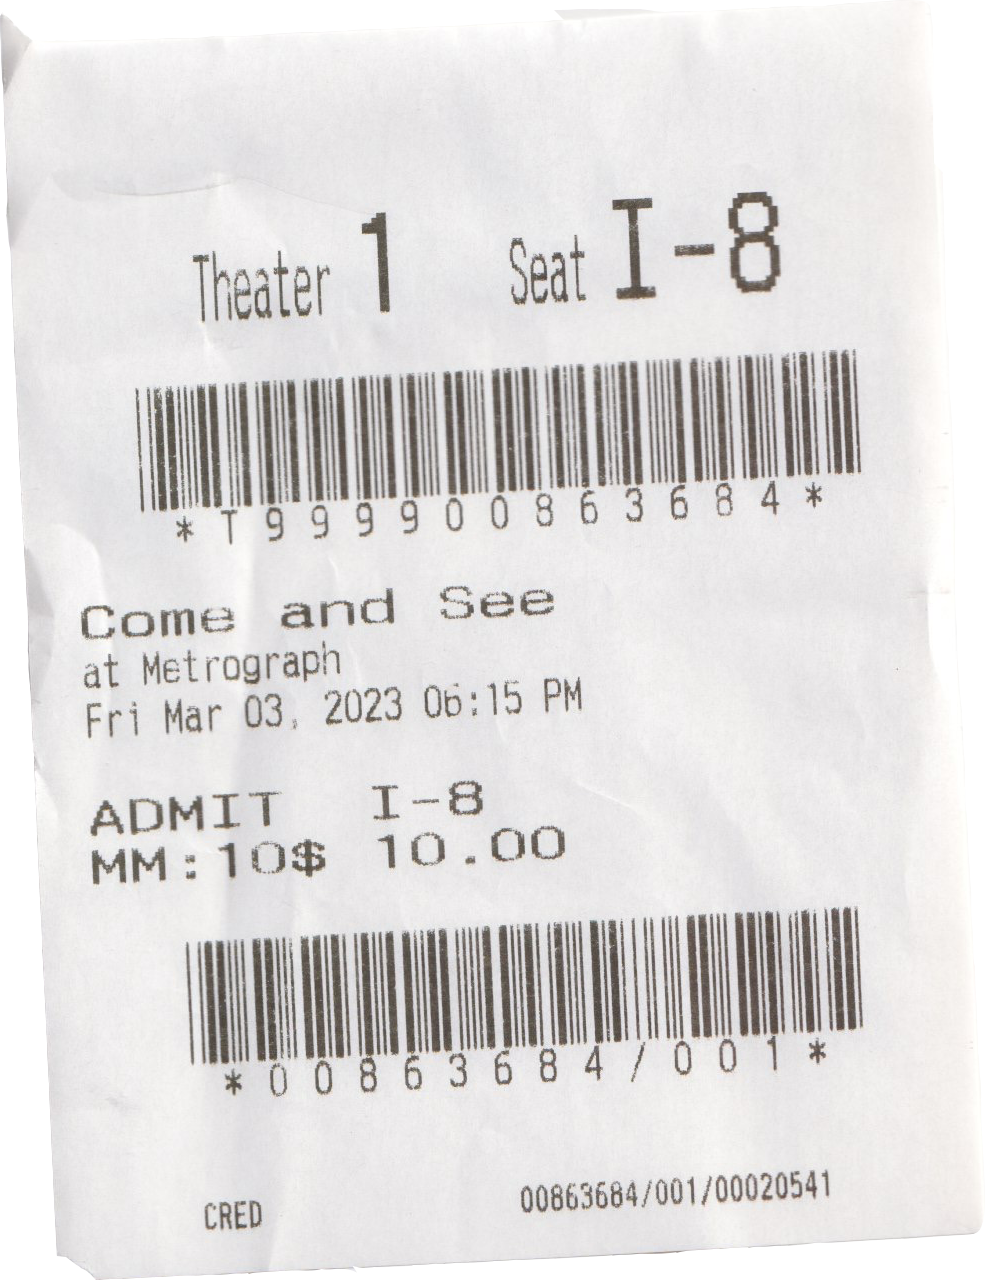 Theater 1 Seat I-8
*T999900863684*
Come and See
at Metrograph
Fri Mar 03, 2023 06:15 PM
ADMIT I-8
MM:10$ 10.00
*00863684/001*
CRED 00863684/001/00020541